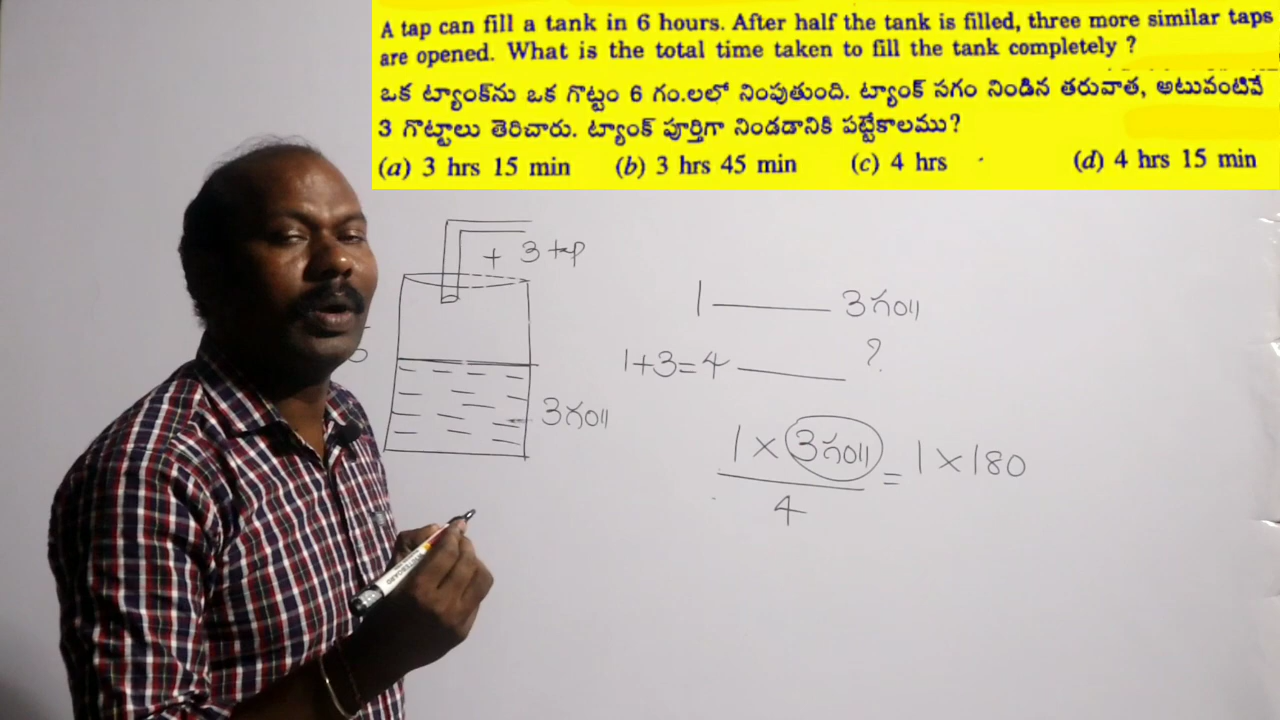 A tap can fill a tank in 6 hours. After half the tank is filled, three more similar taps
are opened. What is the total time taken to fill the tank completely ?
ఒక ట్యాంక్‌ను ఒక గొట్టం 6 గం.లలో నింపుతుంది. ట్యాంక్ సగం నిండిన తరువాత, అటువంటివే
3 గొట్టాలు తెరిచారు. ట్యాంక్ పూర్తిగా నిండడానికి పట్టేకాలము?
(a) 3 hrs 15 min (b) 3 hrs 45 min (c) 4 hrs (d) 4 hrs 15 min
+ 3 tap
1 — 3గం॥
1+3=4 — ?
3గం॥
1 × 3గం॥ = 1 × 180
4